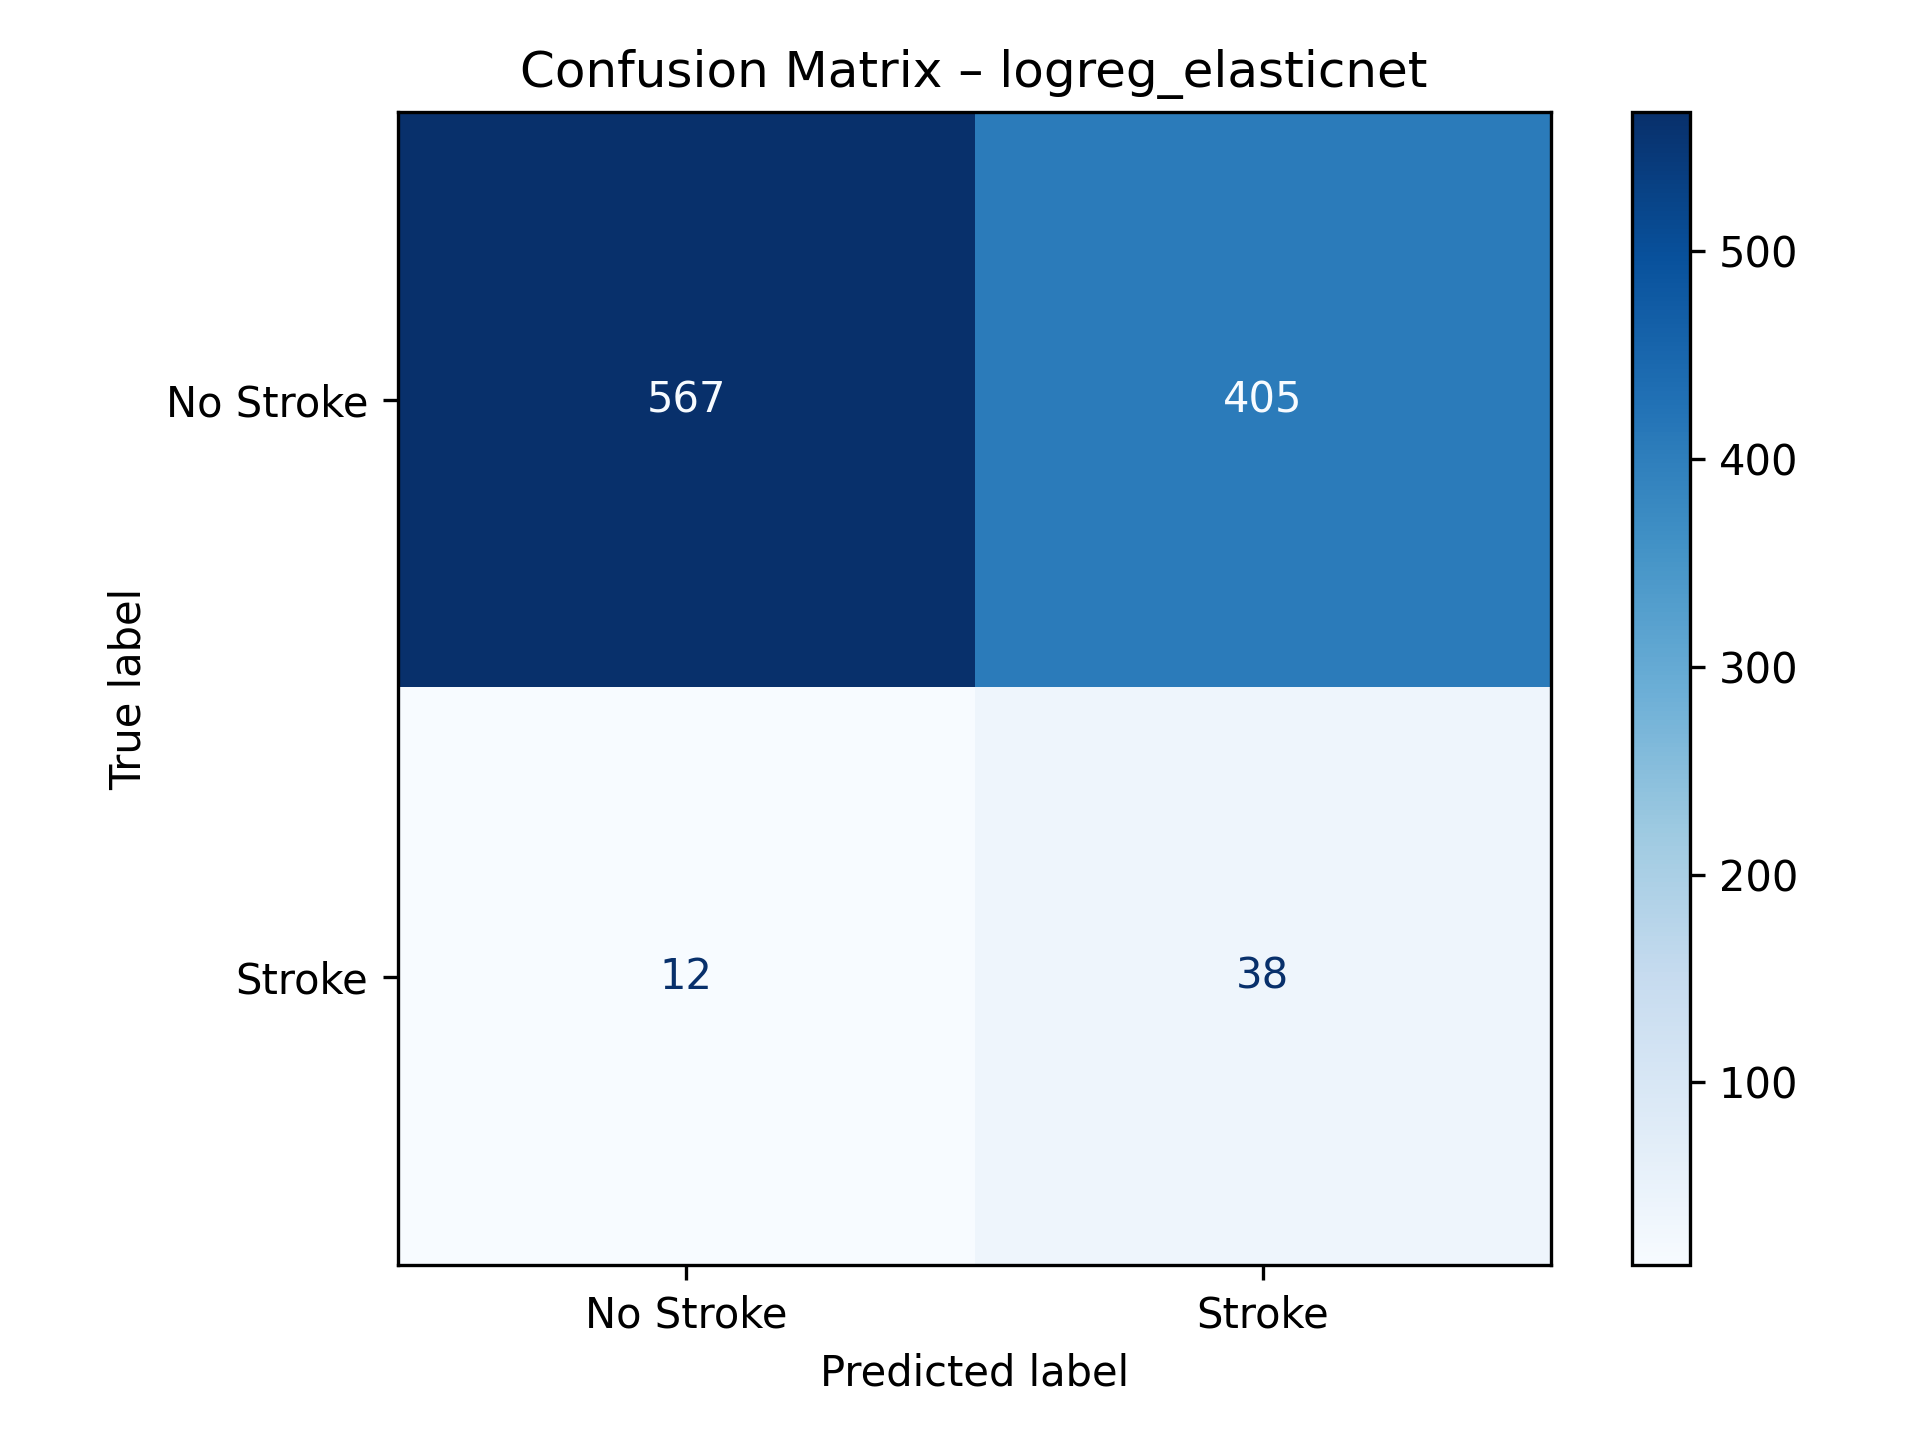 Confusion Matrix – logreg_elasticnet
No Stroke
Stroke
True label
567
405
12
38
No Stroke
Stroke
Predicted label
500
400
300
200
100